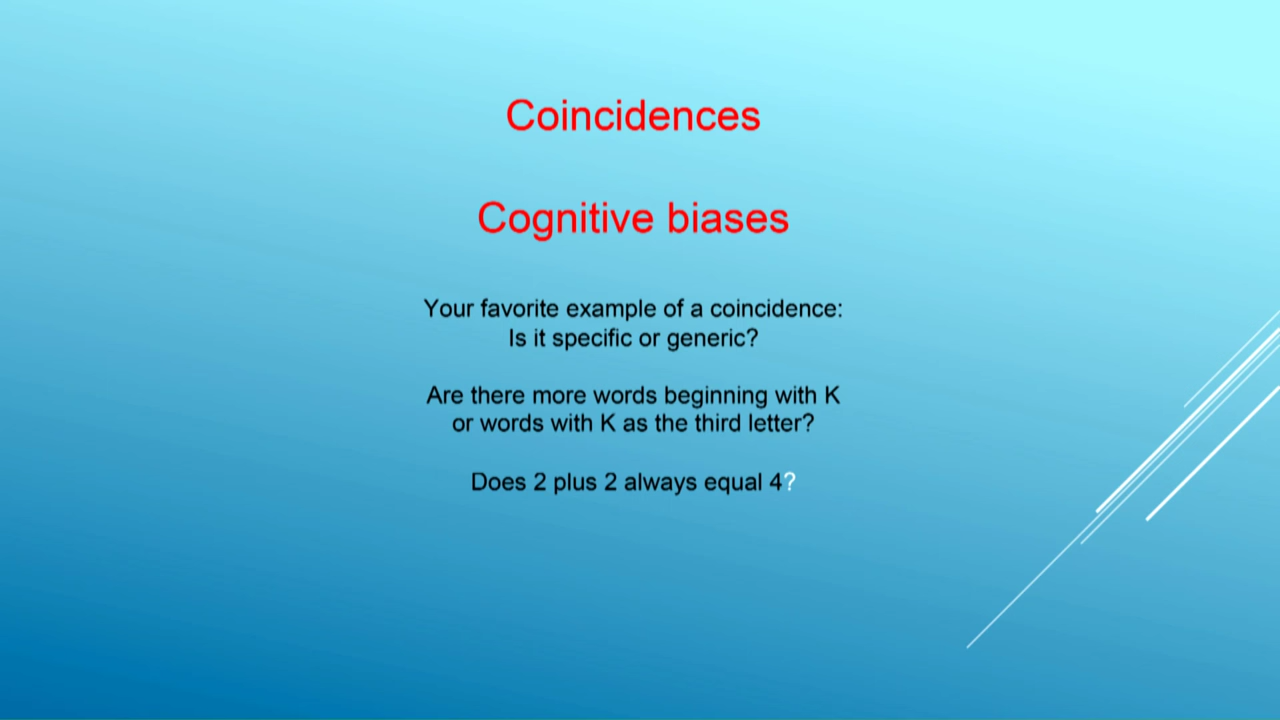 Coincidences
Cognitive biases
Your favorite example of a coincidence:
Is it specific or generic?
Are there more words beginning with K
or words with K as the third letter?
Does 2 plus 2 always equal 4?